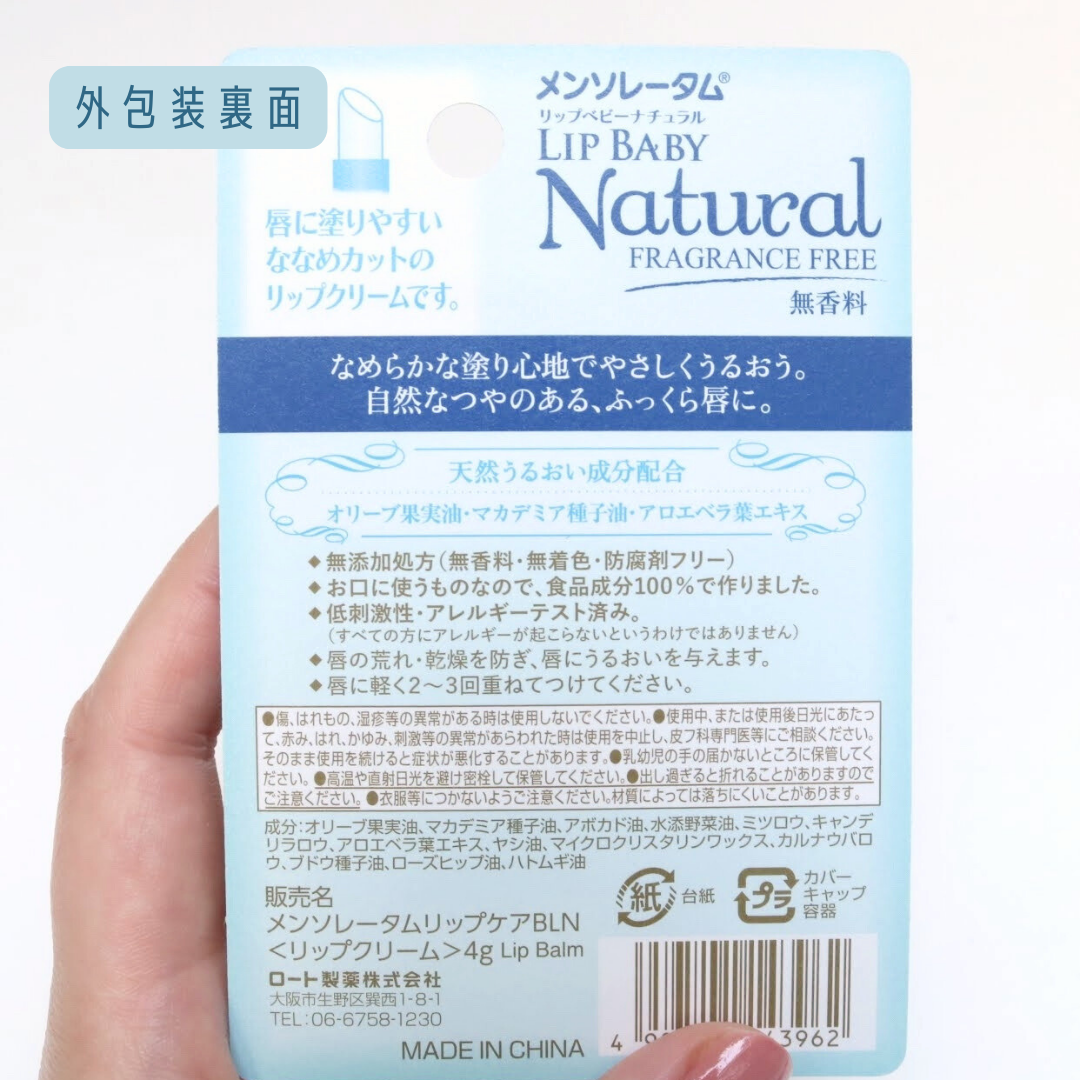 外包装裏面
メンソレータム®
リップベビーナチュラル
LIP BABY
Natural
FRAGRANCE FREE
無香料
唇に塗りやすい
ななめカットの
リップクリームです。
なめらかな塗り心地でやさしくうるおう。
自然なつやのある、ふっくら唇に。
天然うるおい成分配合
オリーブ果実油・マカデミア種子油・アロエベラ葉エキス
◆無添加処方(無香料・無着色・防腐剤フリー)
◆お口に使うものなので、食品成分100%で作りました。
◆低刺激性・アレルギーテスト済み。
(すべての方にアレルギーが起こらないというわけではありません)
◆唇の荒れ・乾燥を防ぎ、唇にうるおいを与えます。
◆唇に軽く2〜3回重ねてつけてください。
●傷、はれもの、湿疹等の異常がある時は使用しないでください。●使用中、または使用後日光にあたっ
て、赤み、はれ、かゆみ、刺激等の異常があらわれた時は使用を中止し、皮フ科専門医等にご相談ください。
そのまま使用を続けると症状が悪化することがあります。●乳幼児の手の届かないところに保管してく
ださい。●高温や直射日光を避け密栓して保管してください。●出し過ぎると折れることがありますので
ご注意ください。●衣服等につかないようご注意ください。材質によっては落ちにくいことがあります。
成分:オリーブ果実油、マカデミア種子油、アボカド油、水添野菜油、ミツロウ、キャンデ
リラロウ、アロエベラ葉エキス、ヤシ油、マイクロクリスタリンワックス、カルナウバロ
ウ、ブドウ種子油、ローズヒップ油、ハトムギ油
紙 台紙
プラ
カバー
キャップ
容器
販売名
メンソレータムリップケアBLN
<リップクリーム>4g Lip Balm
ロート製薬株式会社
大阪市生野区巽西1-8-1
TEL:06-6758-1230
MADE IN CHINA
4 3962